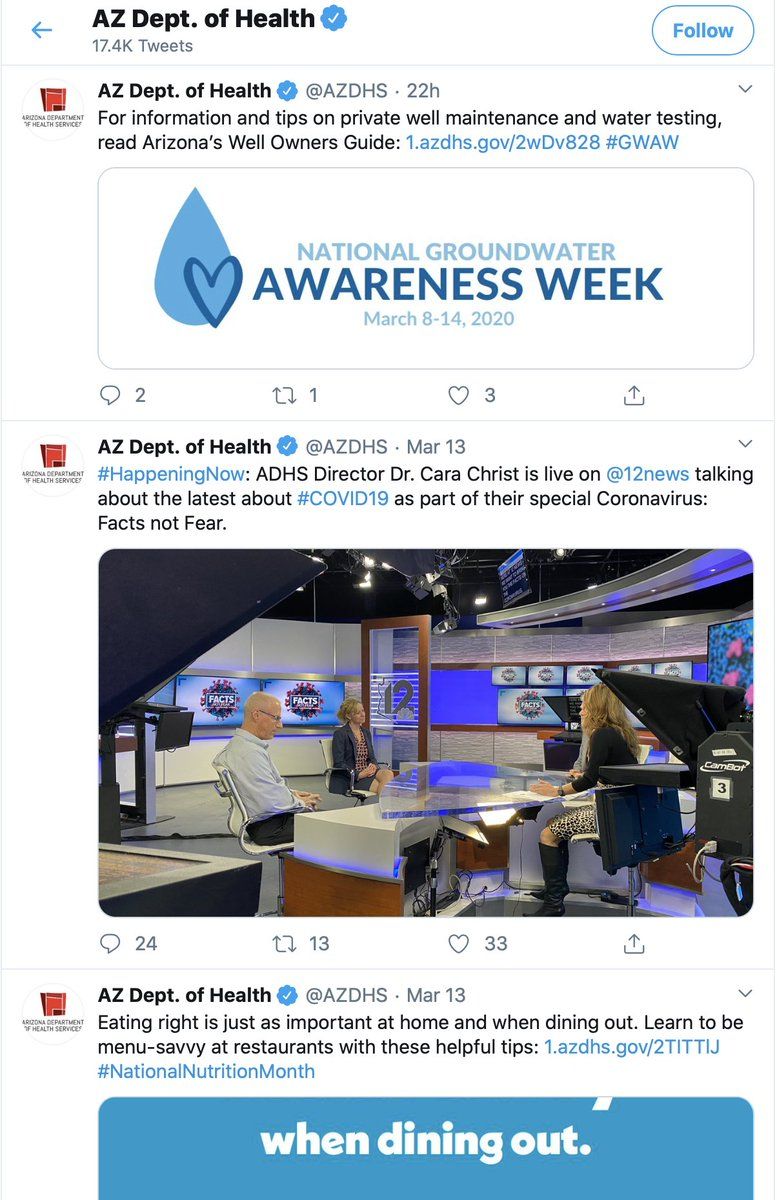 AZ Dept. of Health
17.4K Tweets
Follow
ARIZONA DEPARTMENT
OF HEALTH SERVICES
AZ Dept. of Health @AZDHS · 22h
For information and tips on private well maintenance and water testing,
read Arizona’s Well Owners Guide: 1.azdhs.gov/2wDv828 #GWAW
NATIONAL GROUNDWATER
AWARENESS WEEK
March 8-14, 2020
2 1 3
ARIZONA DEPARTMENT
OF HEALTH SERVICES
AZ Dept. of Health @AZDHS · Mar 13
#HappeningNow: ADHS Director Dr. Cara Christ is live on @12news talking
about the latest about #COVID19 as part of their special Coronavirus:
Facts not Fear.
FACTS
FACTS
12
FACTS
CamBot
3
24 13 33
ARIZONA DEPARTMENT
OF HEALTH SERVICES
AZ Dept. of Health @AZDHS · Mar 13
Eating right is just as important at home and when dining out. Learn to be
menu-savvy at restaurants with these helpful tips: 1.azdhs.gov/2TITTlJ
#NationalNutritionMonth
when dining out.